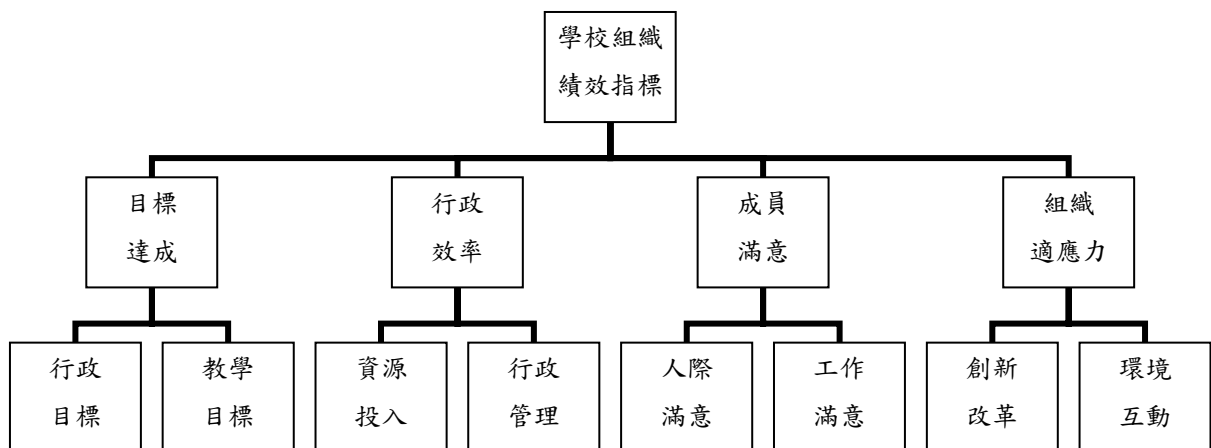 學校組織
績效指標
目標
達成
行政
效率
成員
滿意
組織
適應力
行政
目標
教學
目標
資源
投入
行政
管理
人際
滿意
工作
滿意
創新
改革
環境
互動